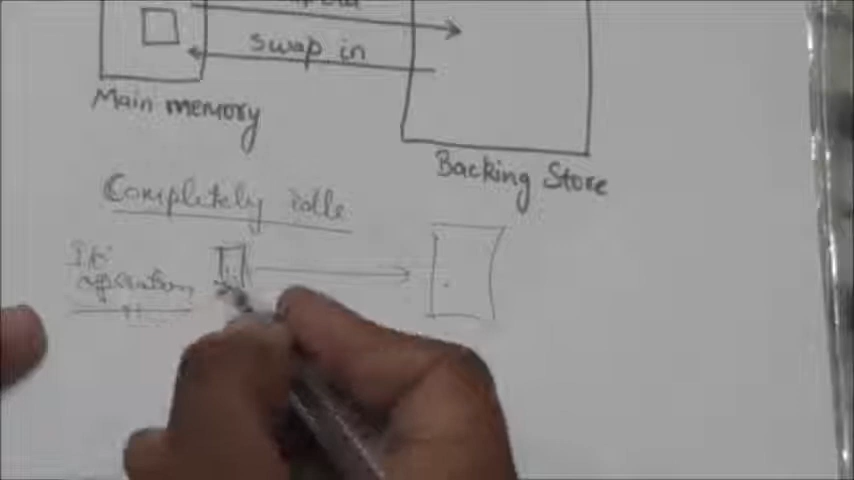 swap in
Main memory
Backing Store
Completely idle
operation